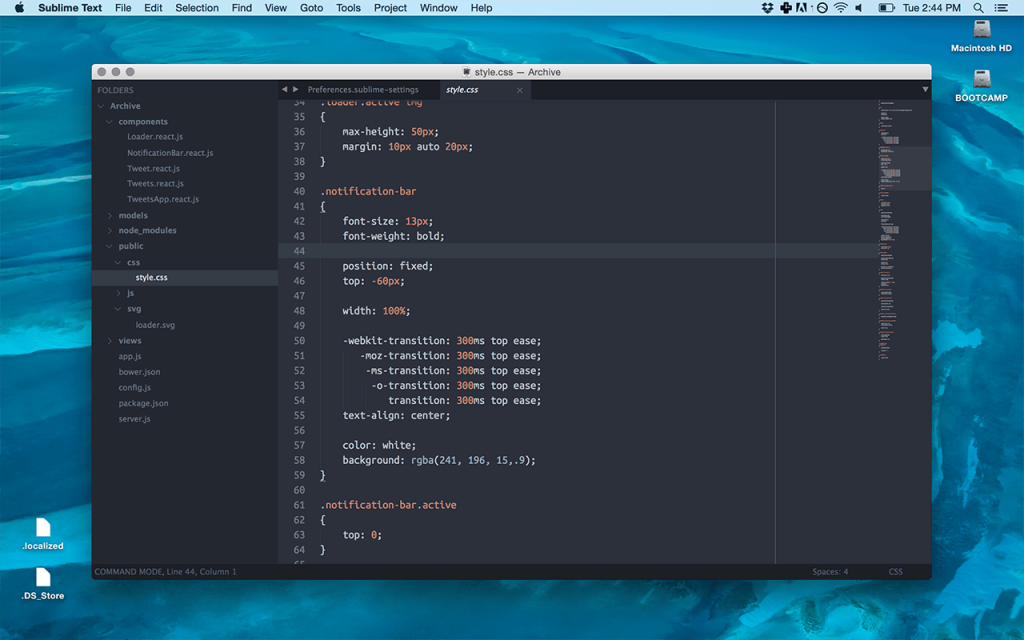 Sublime Text File Edit Selection Find View Goto Tools Project Window Help Tue 2:44 PM
Macintosh HD
BOOTCAMP
style.css — Archive
FOLDERS
Archive
components
Loader.react.js
NotificationBar.react.js
Tweet.react.js
Tweets.react.js
TweetsApp.react.js
models
node_modules
public
css
style.css
js
svg
loader.svg
views
app.js
bower.json
config.js
package.json
server.js
Preferences.sublime-settings style.css
34 .loader.active img
35 {
36 max-height: 50px;
37 margin: 10px auto 20px;
38 }
39
40 .notification-bar
41 {
42 font-size: 13px;
43 font-weight: bold;
44
45 position: fixed;
46 top: -60px;
47
48 width: 100%;
49
50 -webkit-transition: 300ms top ease;
51 -moz-transition: 300ms top ease;
52 -ms-transition: 300ms top ease;
53 -o-transition: 300ms top ease;
54 transition: 300ms top ease;
55 text-align: center;
56
57 color: white;
58 background: rgba(241, 196, 15,.9);
59 }
60
61 .notification-bar.active
62 {
63 top: 0;
64 }
COMMAND MODE, Line 44, Column 1 Spaces: 4 CSS
.localized
.DS_Store